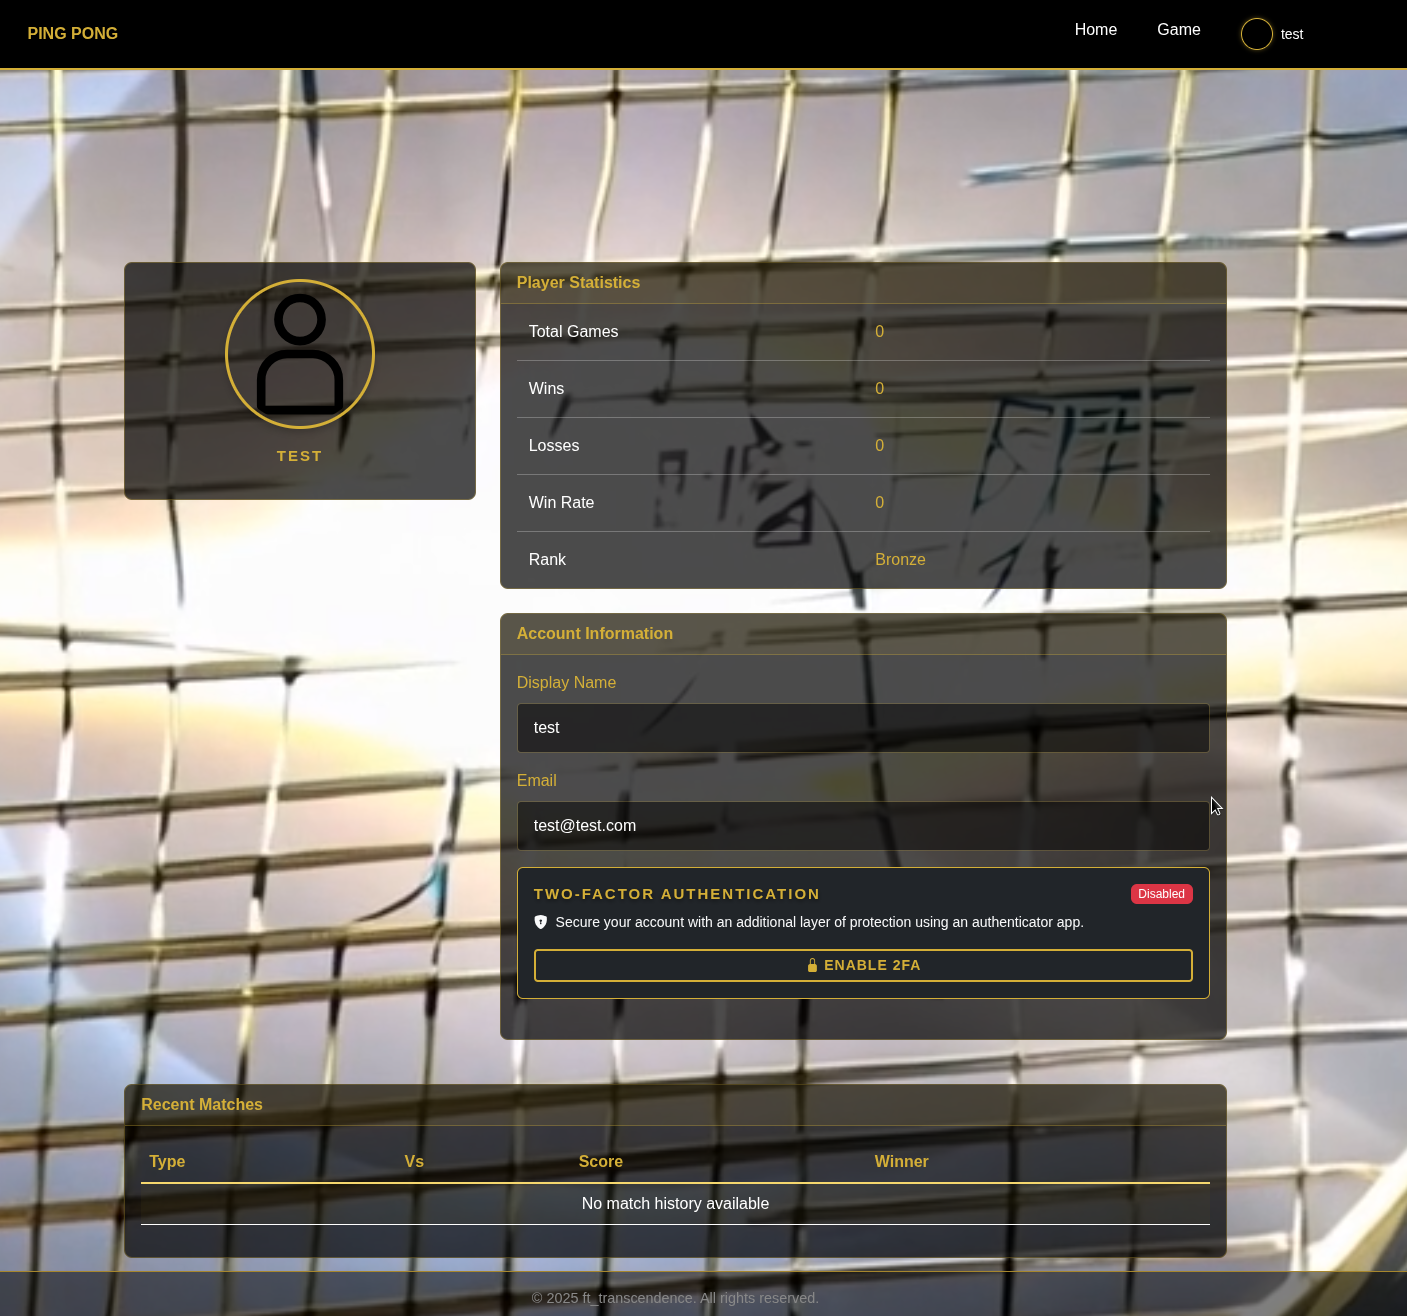 PING PONG
Home Game test
TEST
Player Statistics
Total Games 0
Wins 0
Losses 0
Win Rate 0
Rank Bronze
Account Information
Display Name
test
Email
test@test.com
TWO-FACTOR AUTHENTICATION Disabled
Secure your account with an additional layer of protection using an authenticator app.
ENABLE 2FA
Recent Matches
Type Vs Score Winner
No match history available
© 2025 ft_transcendence. All rights reserved.